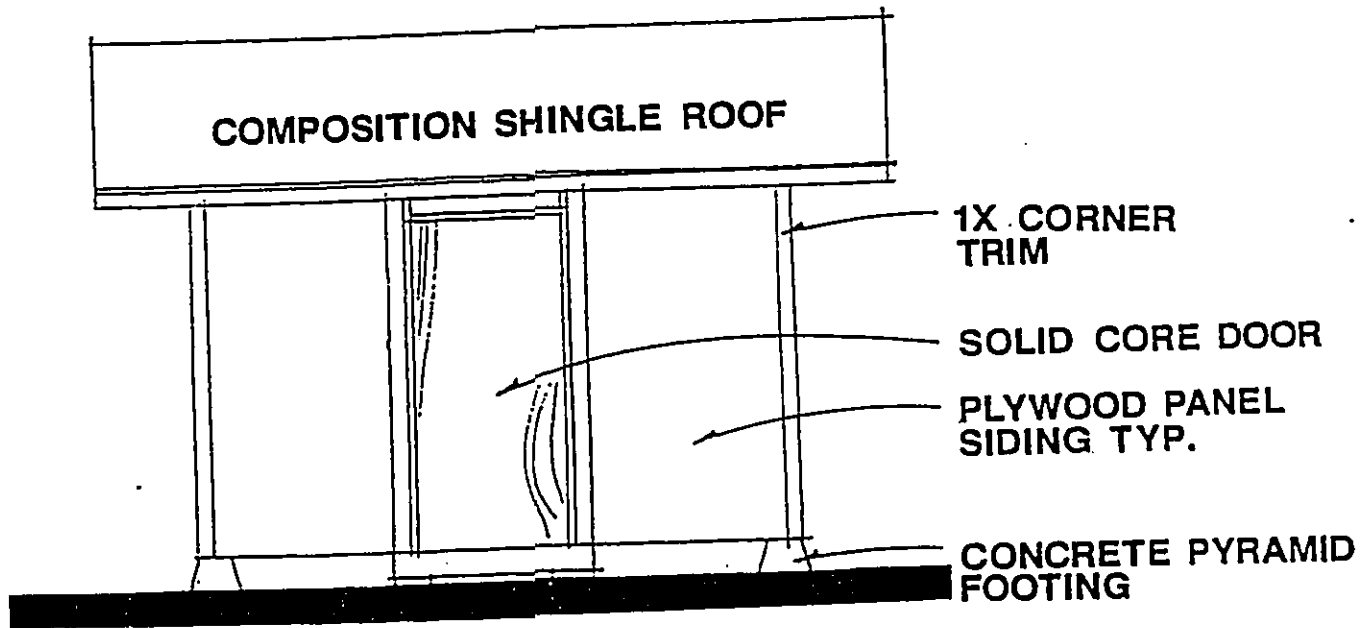 COMPOSITION SHINGLE ROOF
1X CORNER
TRIM
SOLID CORE DOOR
PLYWOOD PANEL
SIDING TYP.
CONCRETE PYRAMID
FOOTING